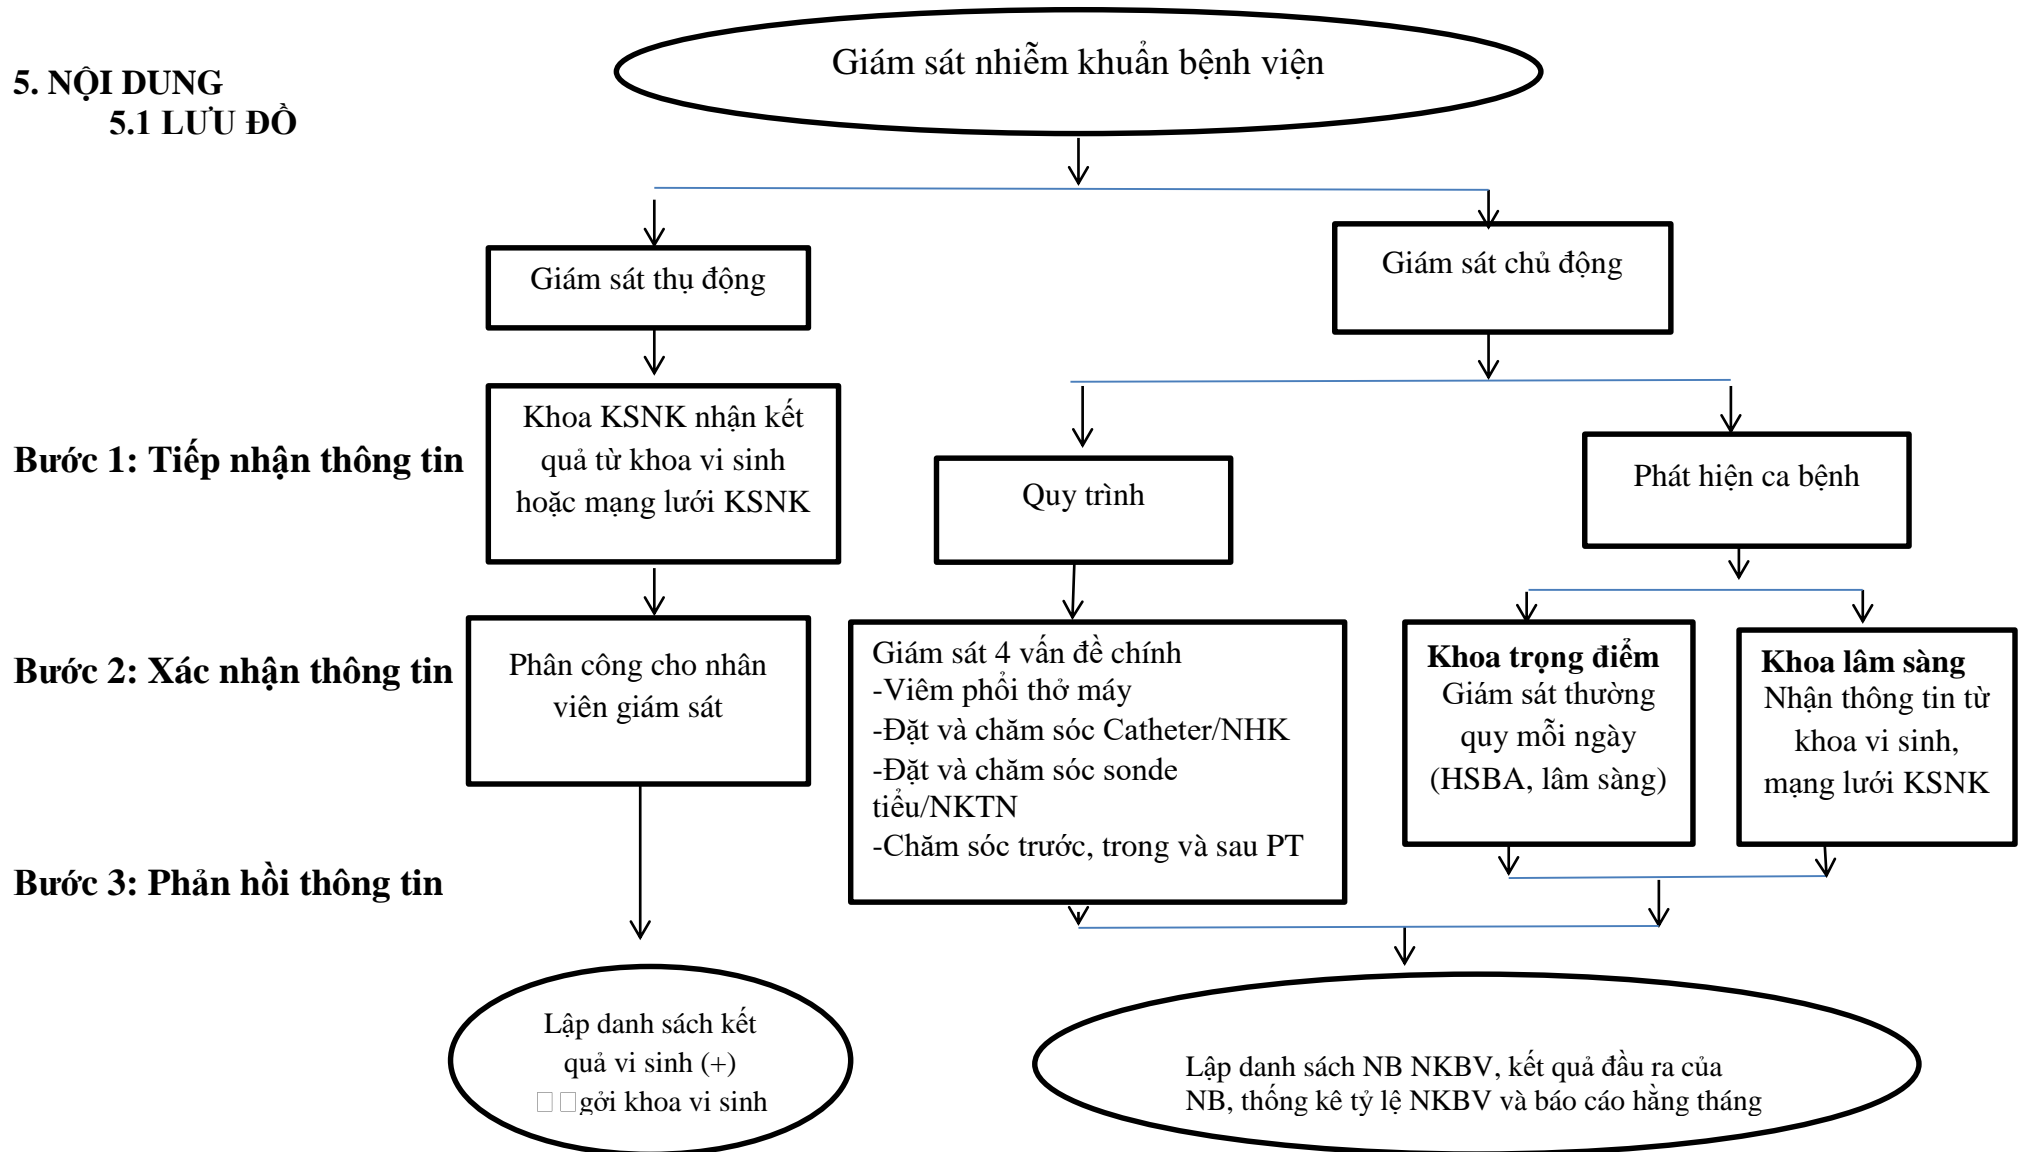 5. NỘI DUNG
5.1 LƯU ĐỒ
Giám sát nhiễm khuẩn bệnh viện
Giám sát thụ động
Giám sát chủ động
Bước 1: Tiếp nhận thông tin
Khoa KSNK nhận kết
quả từ khoa vi sinh
hoặc mạng lưới KSNK
Quy trình
Phát hiện ca bệnh
Bước 2: Xác nhận thông tin
Phân công cho nhân
viên giám sát
Giám sát 4 vấn đề chính
-Viêm phổi thở máy
-Đặt và chăm sóc Catheter/NHK
-Đặt và chăm sóc sonde
tiểu/NKTN
-Chăm sóc trước, trong và sau PT
Khoa trọng điểm
Giám sát thường
quy mỗi ngày
(HSBA, lâm sàng)
Khoa lâm sàng
Nhận thông tin từ
khoa vi sinh,
mạng lưới KSNK
Bước 3: Phản hồi thông tin
Lập danh sách kết
quả vi sinh (+)
gởi khoa vi sinh
Lập danh sách NB NKBV, kết quả đầu ra của
NB, thống kê tỷ lệ NKBV và báo cáo hằng tháng